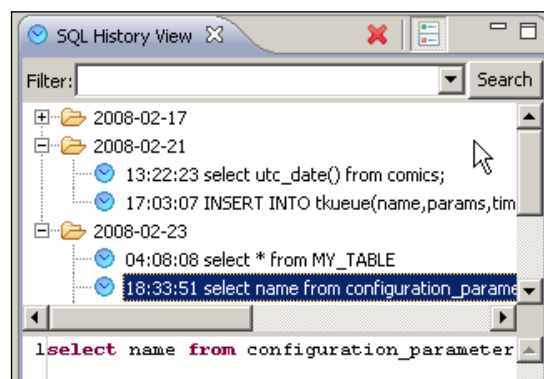 SQL History View
Filter:
Search
2008-02-17
2008-02-21
13:22:23 select utc_date() from comics;
17:03:07 INSERT INTO tkueue(name,params,tim
2008-02-23
04:08:08 select * from MY_TABLE
18:33:51 select name from configuration_parame
1select name from configuration_parameter